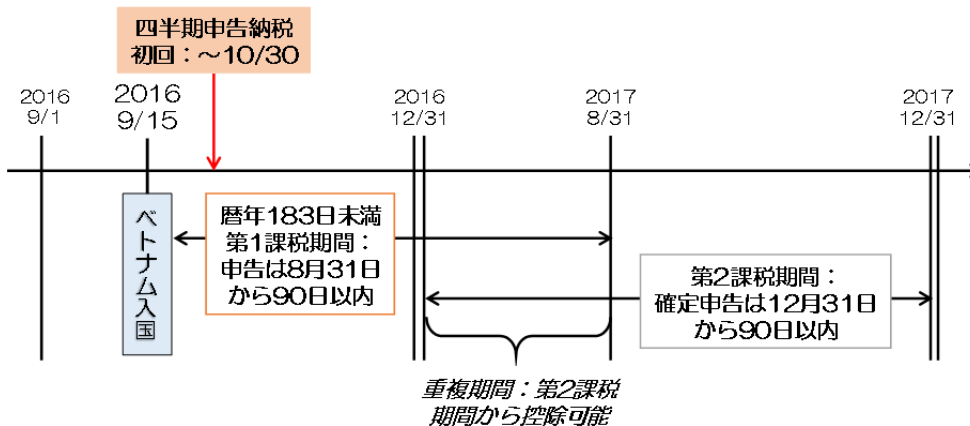 四半期申告納税
初回：～10/30
2016
9/1
2016
9/15
2016
12/31
2017
8/31
2017
12/31
ベトナム入国
暦年183日未満
第1課税期間：
申告は8月31日
から90日以内
第2課税期間：
確定申告は12月31日
から90日以内
重複期間：第2課税
期間から控除可能